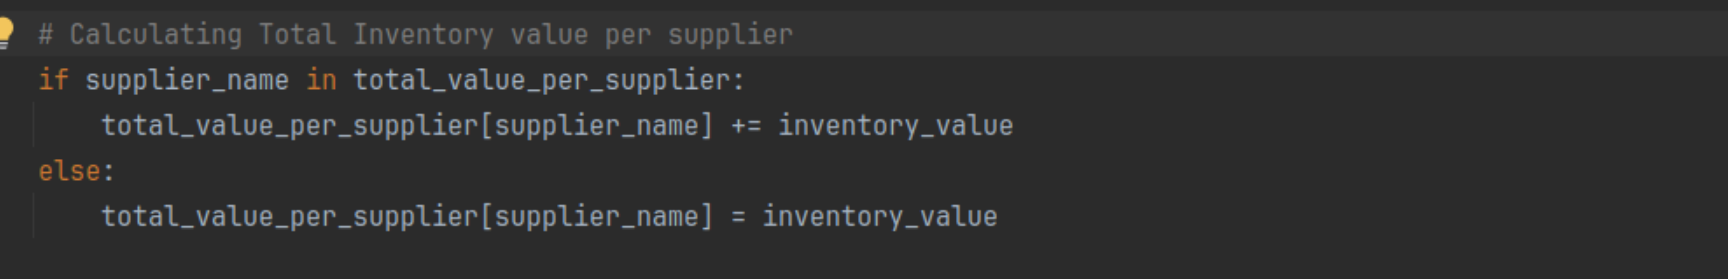 # Calculating Total Inventory value per supplier
if supplier_name in total_value_per_supplier:
    total_value_per_supplier[supplier_name] += inventory_value
else:
    total_value_per_supplier[supplier_name] = inventory_value